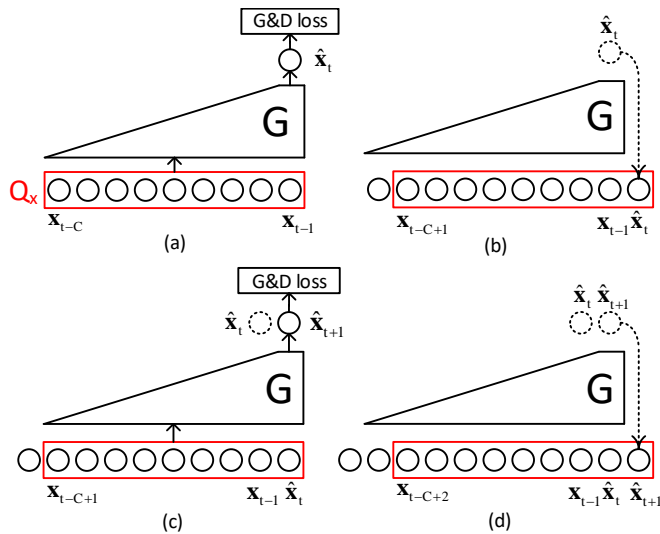 G&D loss
x̂t
G
Qx
xt−C
xt−1
(a)
x̂t
G
xt−C+1
xt−1 x̂t
(b)
G&D loss
x̂t x̂t+1
G
xt−C+1
xt−1 x̂t
(c)
x̂t x̂t+1
G
xt−C+2
xt−1 x̂t x̂t+1
(d)